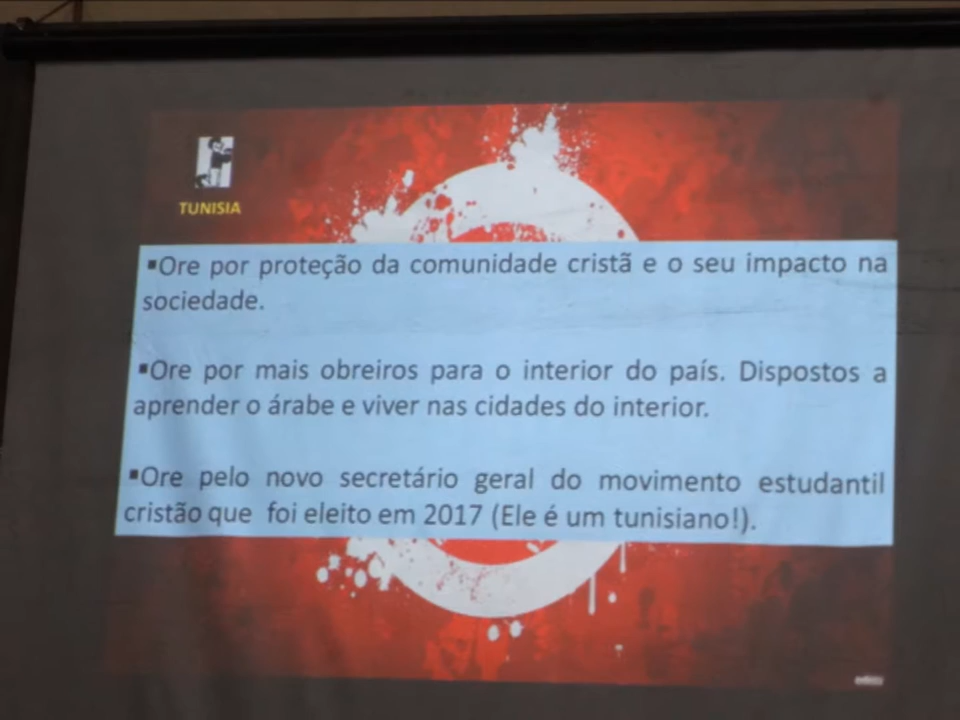 TUNISIA
▪Ore por proteção da comunidade cristã e o seu impacto na
sociedade.
▪Ore por mais obreiros para o interior do país. Dispostos a
aprender o árabe e viver nas cidades do interior.
▪Ore pelo novo secretário geral do movimento estudantil
cristão que foi eleito em 2017 (Ele é um tunisiano!).